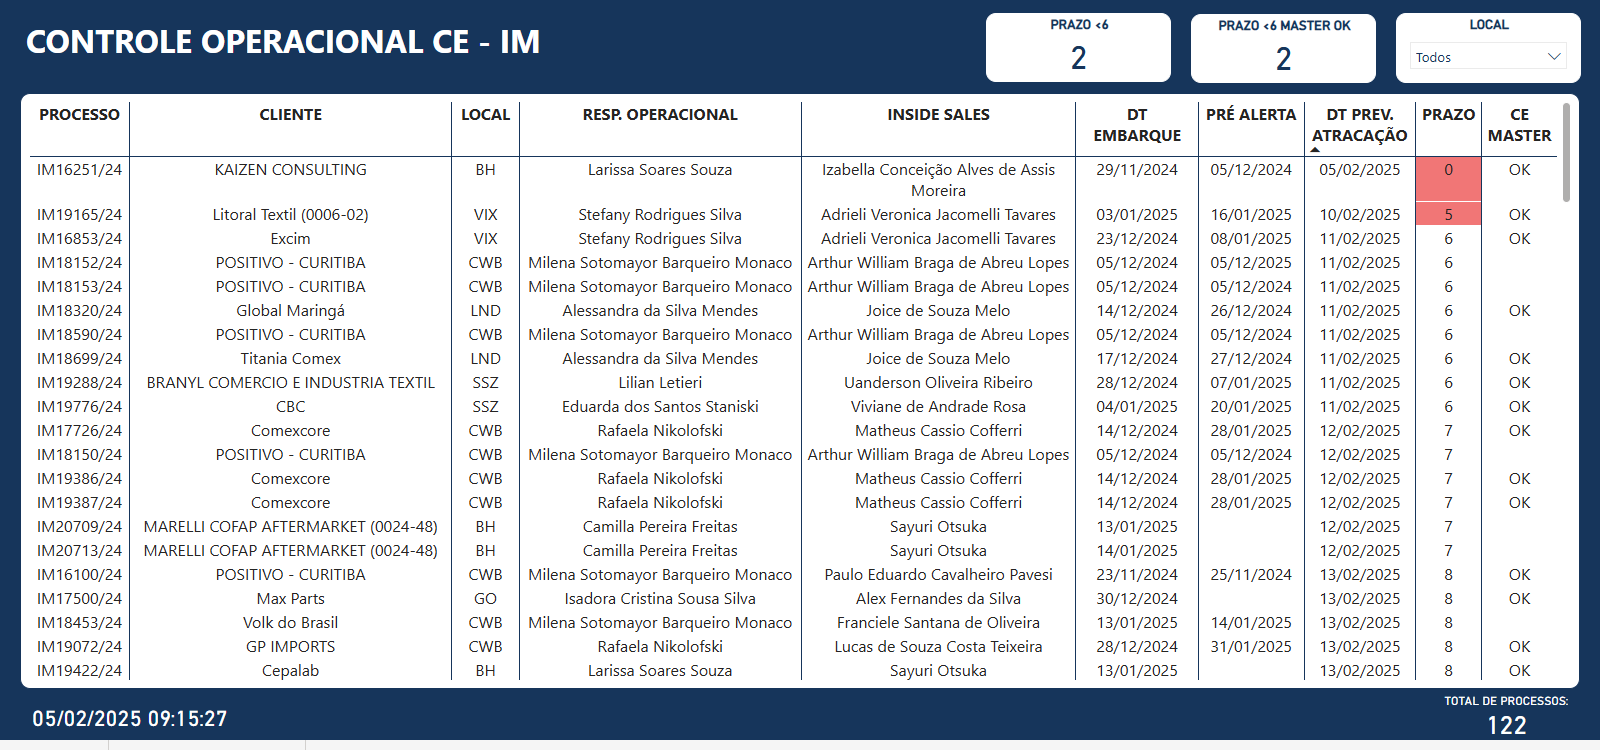 CONTROLE OPERACIONAL CE - IM
PRAZO <6
2
PRAZO <6 MASTER OK
2
LOCAL
Todos
PROCESSO CLIENTE LOCAL RESP. OPERACIONAL INSIDE SALES DT EMBARQUE PRÉ ALERTA DT PREV. ATRACAÇÃO PRAZO CE MASTER
IM16251/24 KAIZEN CONSULTING BH Larissa Soares Souza Izabella Conceição Alves de Assis Moreira 29/11/2024 05/12/2024 05/02/2025 0 OK
IM19165/24 Litoral Textil (0006-02) VIX Stefany Rodrigues Silva Adrieli Veronica Jacomelli Tavares 03/01/2025 16/01/2025 10/02/2025 5 OK
IM16853/24 Excim VIX Stefany Rodrigues Silva Adrieli Veronica Jacomelli Tavares 23/12/2024 08/01/2025 11/02/2025 6 OK
IM18152/24 POSITIVO - CURITIBA CWB Milena Sotomayor Barqueiro Monaco Arthur William Braga de Abreu Lopes 05/12/2024 05/12/2024 11/02/2025 6
IM18153/24 POSITIVO - CURITIBA CWB Milena Sotomayor Barqueiro Monaco Arthur William Braga de Abreu Lopes 05/12/2024 05/12/2024 11/02/2025 6
IM18320/24 Global Maringá LND Alessandra da Silva Mendes Joice de Souza Melo 14/12/2024 26/12/2024 11/02/2025 6 OK
IM18590/24 POSITIVO - CURITIBA CWB Milena Sotomayor Barqueiro Monaco Arthur William Braga de Abreu Lopes 05/12/2024 05/12/2024 11/02/2025 6
IM18699/24 Titania Comex LND Alessandra da Silva Mendes Joice de Souza Melo 17/12/2024 27/12/2024 11/02/2025 6 OK
IM19288/24 BRANYL COMERCIO E INDUSTRIA TEXTIL SSZ Lilian Letieri Uanderson Oliveira Ribeiro 28/12/2024 07/01/2025 11/02/2025 6 OK
IM19776/24 CBC SSZ Eduarda dos Santos Staniski Viviane de Andrade Rosa 04/01/2025 20/01/2025 11/02/2025 6 OK
IM17726/24 Comexcore CWB Rafaela Nikolofski Matheus Cassio Cofferri 14/12/2024 28/01/2025 12/02/2025 7 OK
IM18150/24 POSITIVO - CURITIBA CWB Milena Sotomayor Barqueiro Monaco Arthur William Braga de Abreu Lopes 05/12/2024 05/12/2024 12/02/2025 7
IM19386/24 Comexcore CWB Rafaela Nikolofski Matheus Cassio Cofferri 14/12/2024 28/01/2025 12/02/2025 7 OK
IM19387/24 Comexcore CWB Rafaela Nikolofski Matheus Cassio Cofferri 14/12/2024 28/01/2025 12/02/2025 7 OK
IM20709/24 MARELLI COFAP AFTERMARKET (0024-48) BH Camilla Pereira Freitas Sayuri Otsuka 13/01/2025 12/02/2025 7
IM20713/24 MARELLI COFAP AFTERMARKET (0024-48) BH Camilla Pereira Freitas Sayuri Otsuka 14/01/2025 12/02/2025 7
IM16100/24 POSITIVO - CURITIBA CWB Milena Sotomayor Barqueiro Monaco Paulo Eduardo Cavalheiro Pavesi 23/11/2024 25/11/2024 13/02/2025 8 OK
IM17500/24 Max Parts GO Isadora Cristina Sousa Silva Alex Fernandes da Silva 30/12/2024 13/02/2025 8 OK
IM18453/24 Volk do Brasil CWB Milena Sotomayor Barqueiro Monaco Franciele Santana de Oliveira 13/01/2025 14/01/2025 13/02/2025 8
IM19072/24 GP IMPORTS CWB Rafaela Nikolofski Lucas de Souza Costa Teixeira 28/12/2024 31/01/2025 13/02/2025 8 OK
IM19422/24 Cepalab BH Larissa Soares Souza Sayuri Otsuka 13/01/2025 13/02/2025 8 OK
05/02/2025 09:15:27
TOTAL DE PROCESSOS:
122